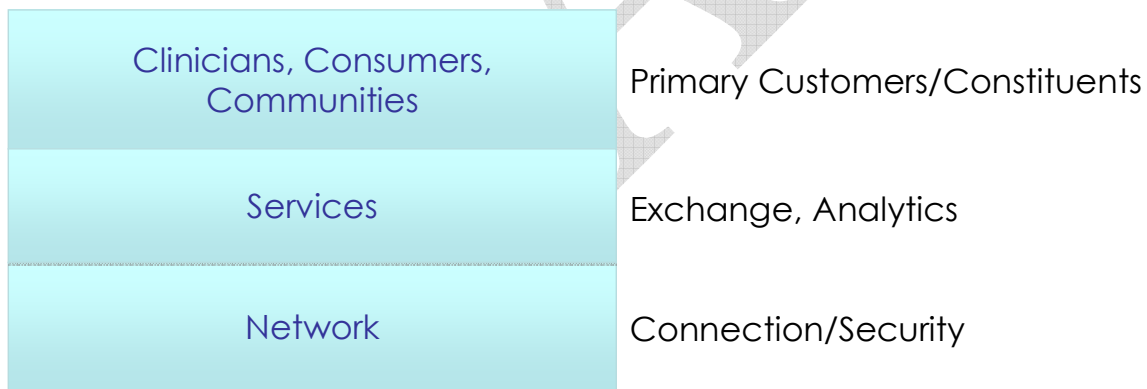 Clinicians, Consumers,
Communities
Primary Customers/Constituents
Services
Exchange, Analytics
Network
Connection/Security